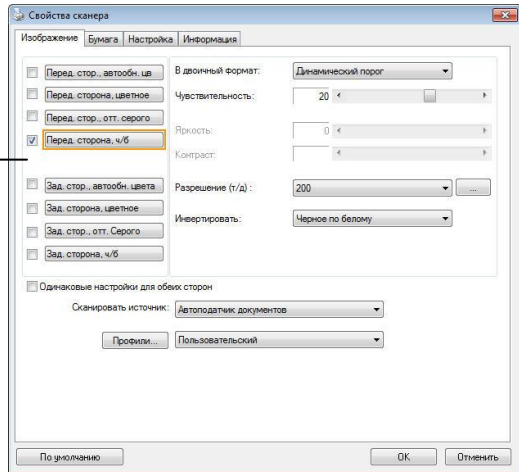 Свойства сканера
Изображение Бумага Настройка Информация
Перед. стор., автообн. цв
Перед. сторона, цветное
Перед. стор., отт. серого
Перед. сторона, ч/б
Зад. стор., автообн. цвета
Зад. сторона, цветное
Зад. стор., отт. Серого
Зад. сторона, ч/б
В двоичный формат: Динамический порог
Чувствительность: 20
Яркость: 0
Контраст:
Разрешение (т/д) : 200 ...
Инвертировать: Черное по белому
Одинаковые настройки для обеих сторон
Сканировать источник: Автоподатчик документов
Профили... Пользовательский
По умолчанию OK Отменить